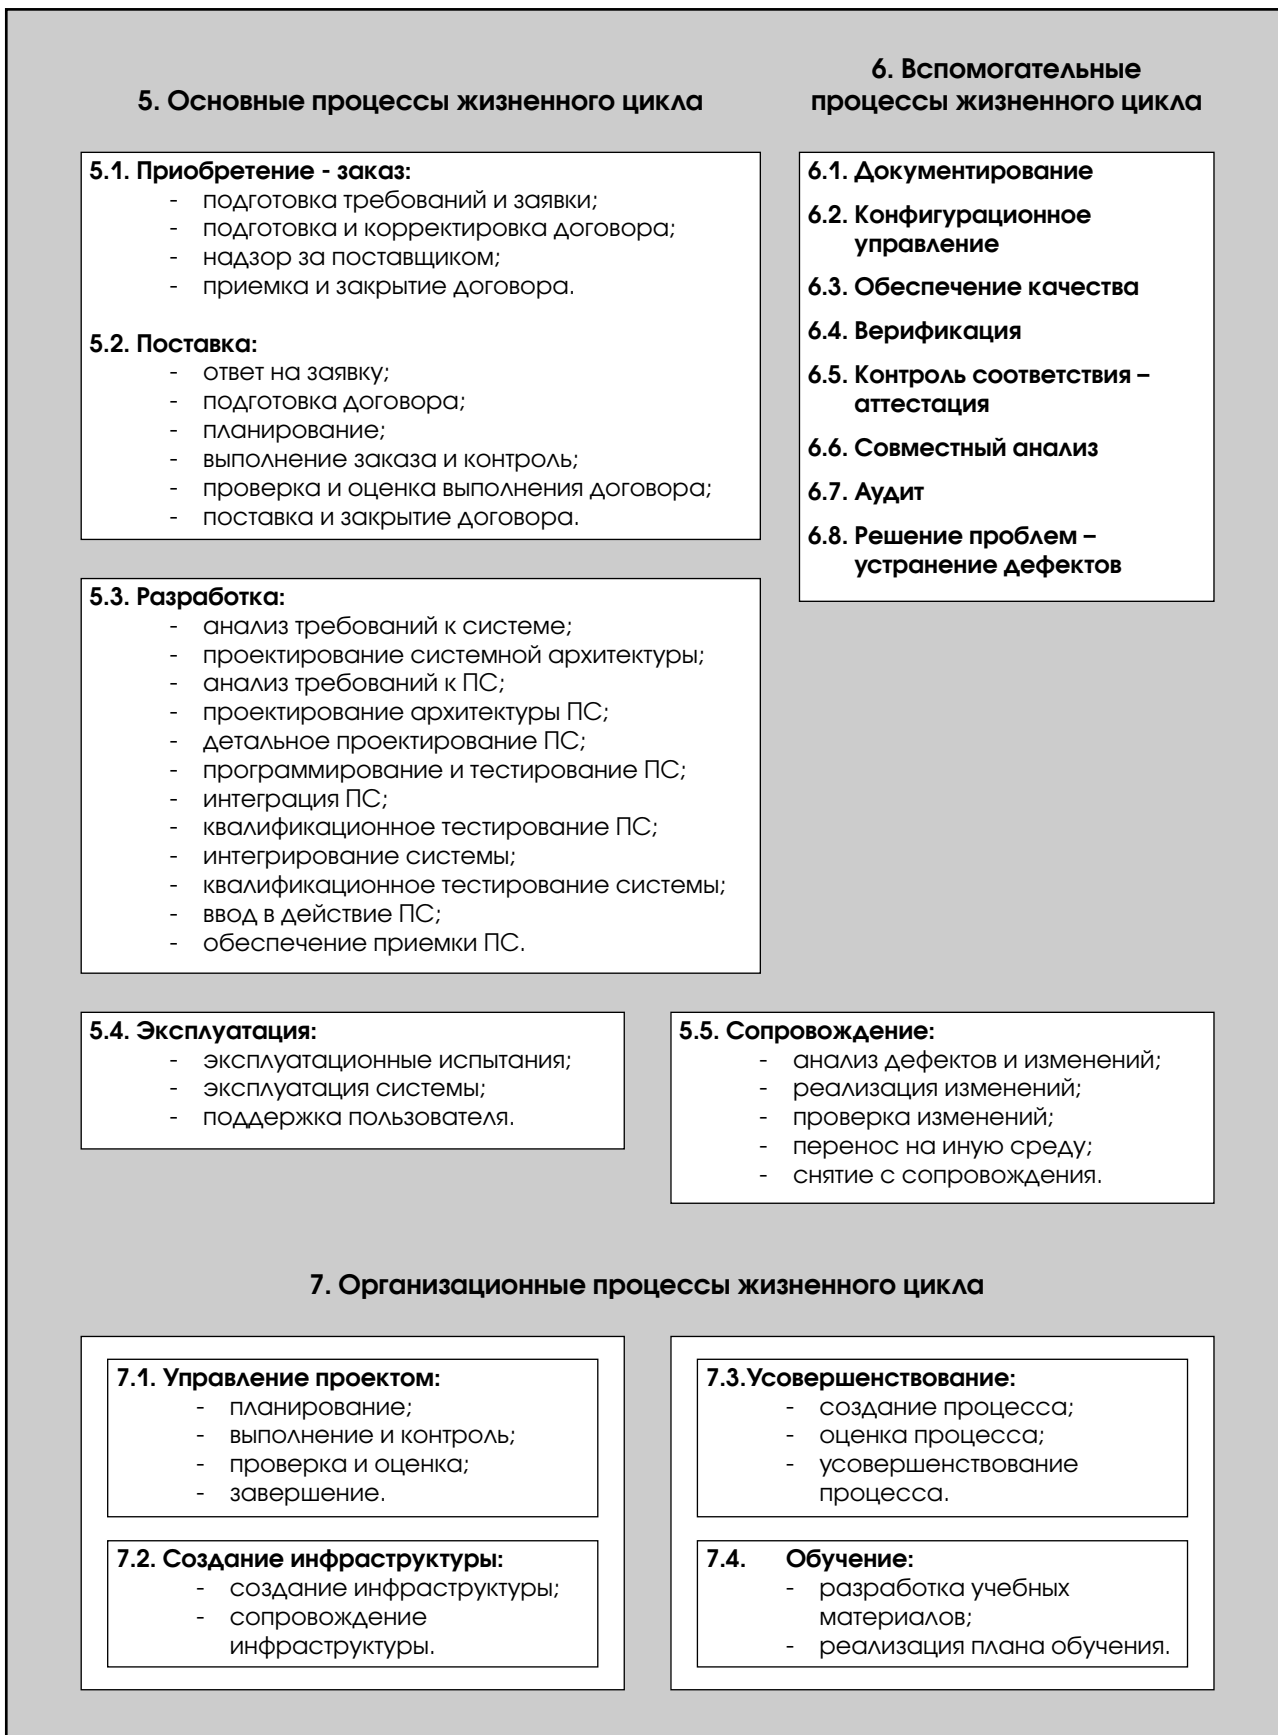 5. Основные процессы жизненного цикла
6. Вспомогательные
процессы жизненного цикла
5.1. Приобретение - заказ:
- подготовка требований и заявки;
- подготовка и корректировка договора;
- надзор за поставщиком;
- приемка и закрытие договора.
5.2. Поставка:
- ответ на заявку;
- подготовка договора;
- планирование;
- выполнение заказа и контроль;
- проверка и оценка выполнения договора;
- поставка и закрытие договора.
6.1. Документирование
6.2. Конфигурационное
управление
6.3. Обеспечение качества
6.4. Верификация
6.5. Контроль соответствия –
аттестация
6.6. Совместный анализ
6.7. Аудит
6.8. Решение проблем –
устранение дефектов
5.3. Разработка:
- анализ требований к системе;
- проектирование системной архитектуры;
- анализ требований к ПС;
- проектирование архитектуры ПС;
- детальное проектирование ПС;
- программирование и тестирование ПС;
- интеграция ПС;
- квалификационное тестирование ПС;
- интегрирование системы;
- квалификационное тестирование системы;
- ввод в действие ПС;
- обеспечение приемки ПС.
5.4. Эксплуатация:
- эксплуатационные испытания;
- эксплуатация системы;
- поддержка пользователя.
5.5. Сопровождение:
- анализ дефектов и изменений;
- реализация изменений;
- проверка изменений;
- перенос на иную среду;
- снятие с сопровождения.
7. Организационные процессы жизненного цикла
7.1. Управление проектом:
- планирование;
- выполнение и контроль;
- проверка и оценка;
- завершение.
7.2. Создание инфраструктуры:
- создание инфраструктуры;
- сопровождение
инфраструктуры.
7.3.Усовершенствование:
- создание процесса;
- оценка процесса;
- усовершенствование
процесса.
7.4. Обучение:
- разработка учебных
материалов;
- реализация плана обучения.